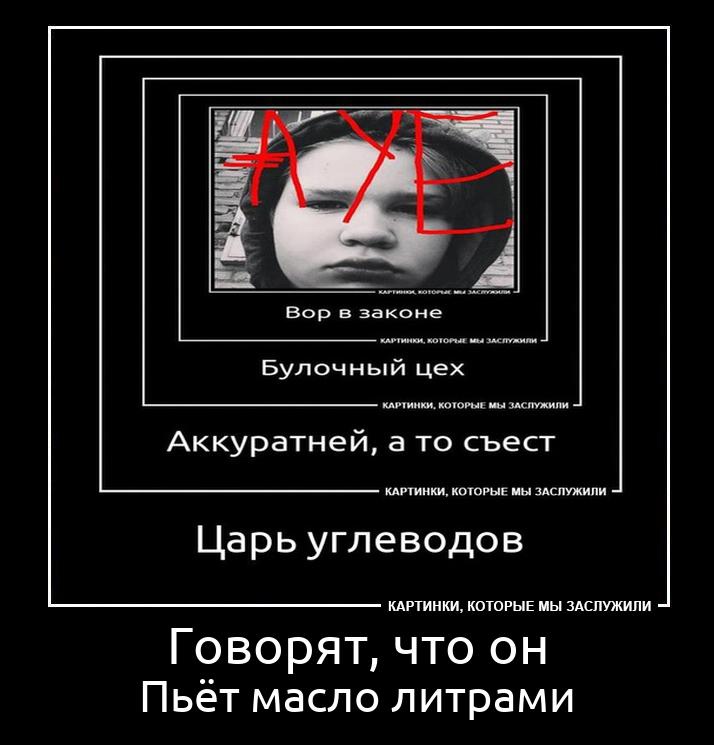 АУЕ
КАРТИНКИ, КОТОРЫЕ МЫ ЗАСЛУЖИЛИ
Вор в законе
КАРТИНКИ, КОТОРЫЕ МЫ ЗАСЛУЖИЛИ
Булочный цех
КАРТИНКИ, КОТОРЫЕ МЫ ЗАСЛУЖИЛИ
Аккуратней, а то съест
КАРТИНКИ, КОТОРЫЕ МЫ ЗАСЛУЖИЛИ
Царь углеводов
КАРТИНКИ, КОТОРЫЕ МЫ ЗАСЛУЖИЛИ
Говорят, что он
Пьёт масло литрами